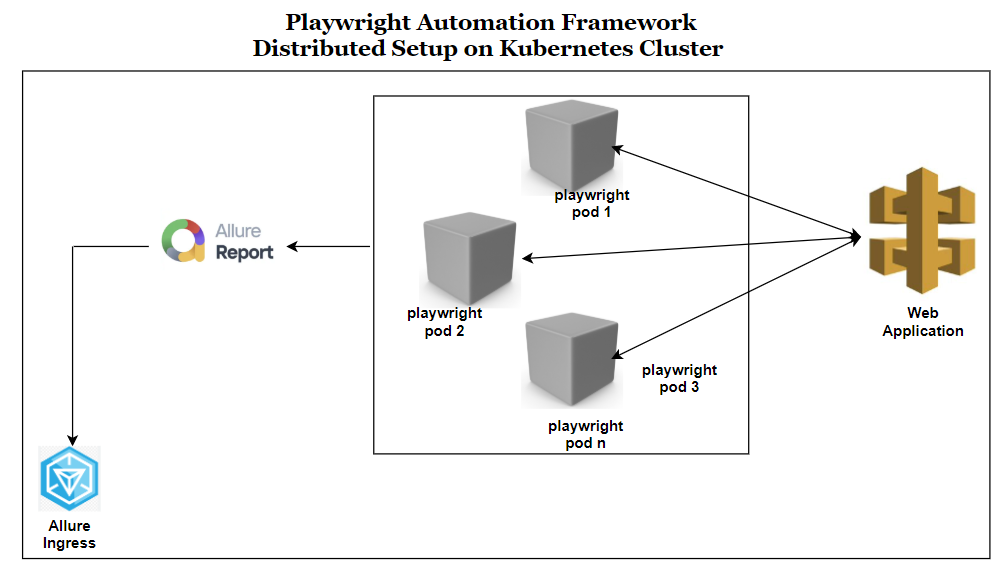 Playwright Automation Framework
Distributed Setup on Kubernetes Cluster
playwright
pod 1
Allure
Report
playwright
pod 2
Web
Application
playwright
pod 3
playwright
pod n
Allure
Ingress